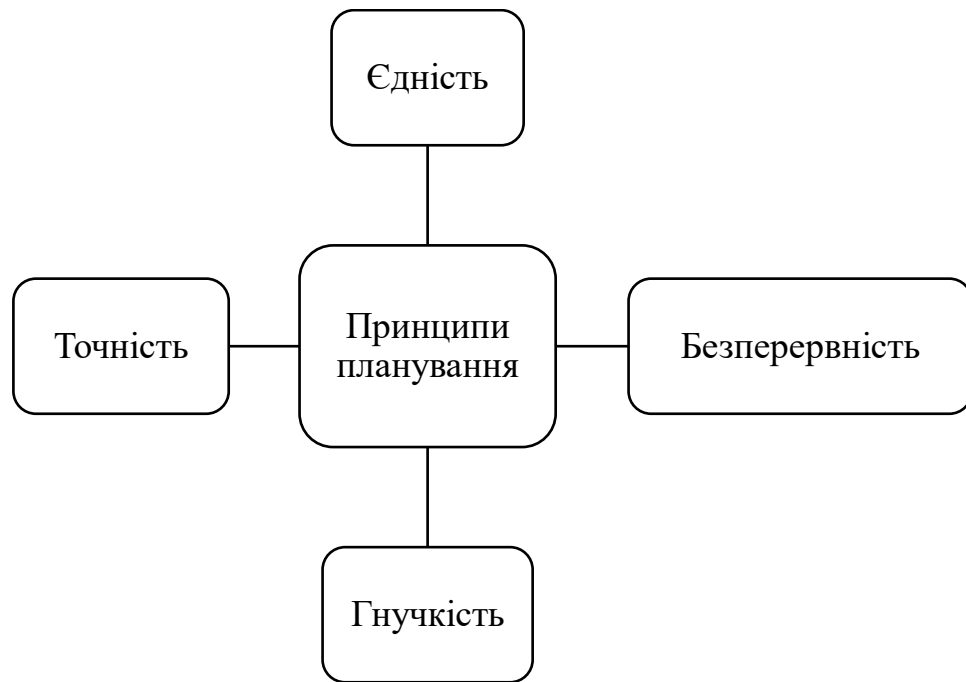 Єдність
Точність
Принципи
планування
Безперервність
Гнучкість